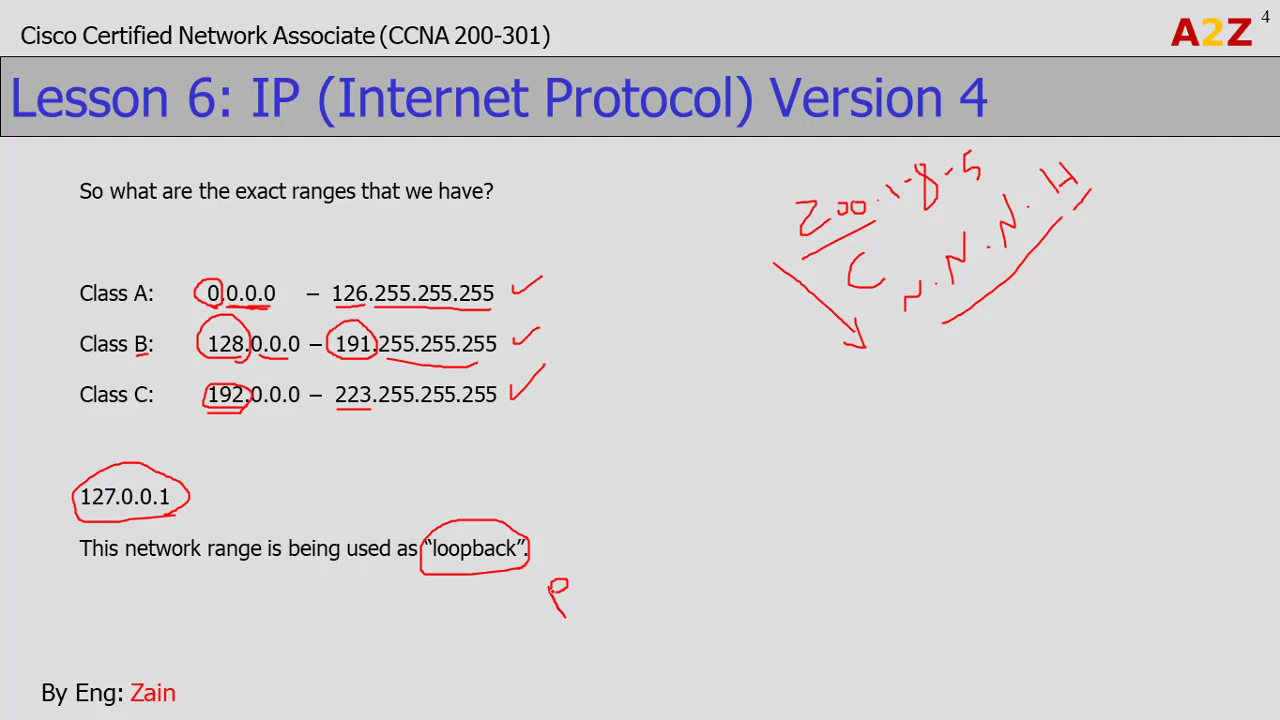 Cisco Certified Network Associate (CCNA 200-301)
A2Z
4
Lesson 6: IP (Internet Protocol) Version 4
So what are the exact ranges that we have?
200.1.8.5
C N.N.N.H
Class A: 0.0.0.0 – 126.255.255.255
Class B: 128.0.0.0 – 191.255.255.255
Class C: 192.0.0.0 – 223.255.255.255
127.0.0.1
This network range is being used as “loopback”.
P
By Eng: Zain